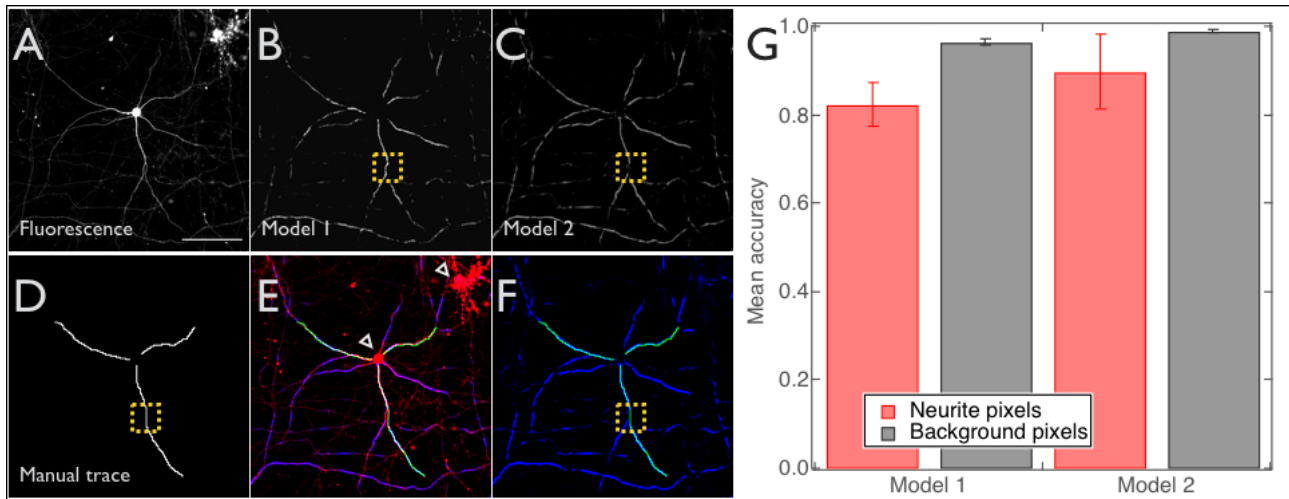 A
B
C
Fluorescence
Model 1
Model 2
D
E
F
Manual trace
G
Mean accuracy
1.0
0.8
0.6
0.4
0.2
0.0
Neurite pixels
Background pixels
Model 1
Model 2